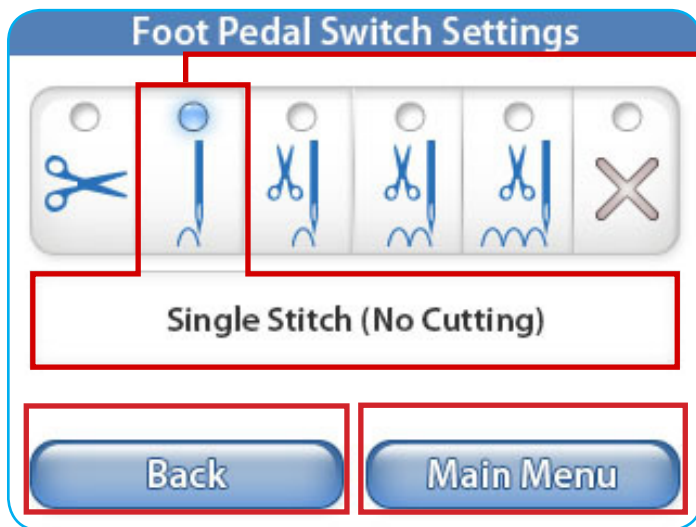 Foot Pedal Switch Settings
Single Stitch (No Cutting)
Back
Main Menu